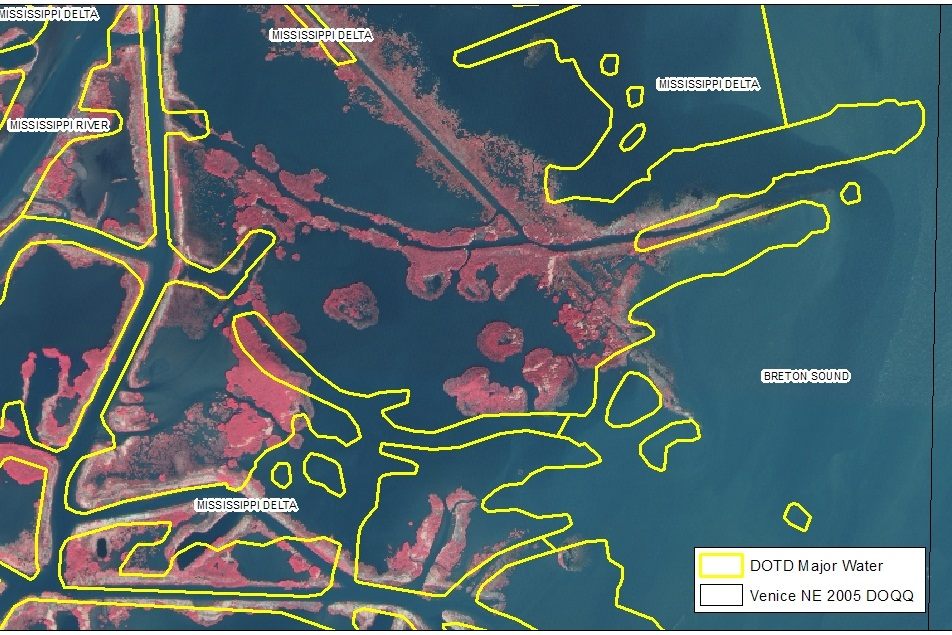 MISSISSIPPI DELTA
MISSISSIPPI DELTA
MISSISSIPPI DELTA
MISSISSIPPI RIVER
BRETON SOUND
MISSISSIPPI DELTA
DOTD Major Water
Venice NE 2005 DOQQ